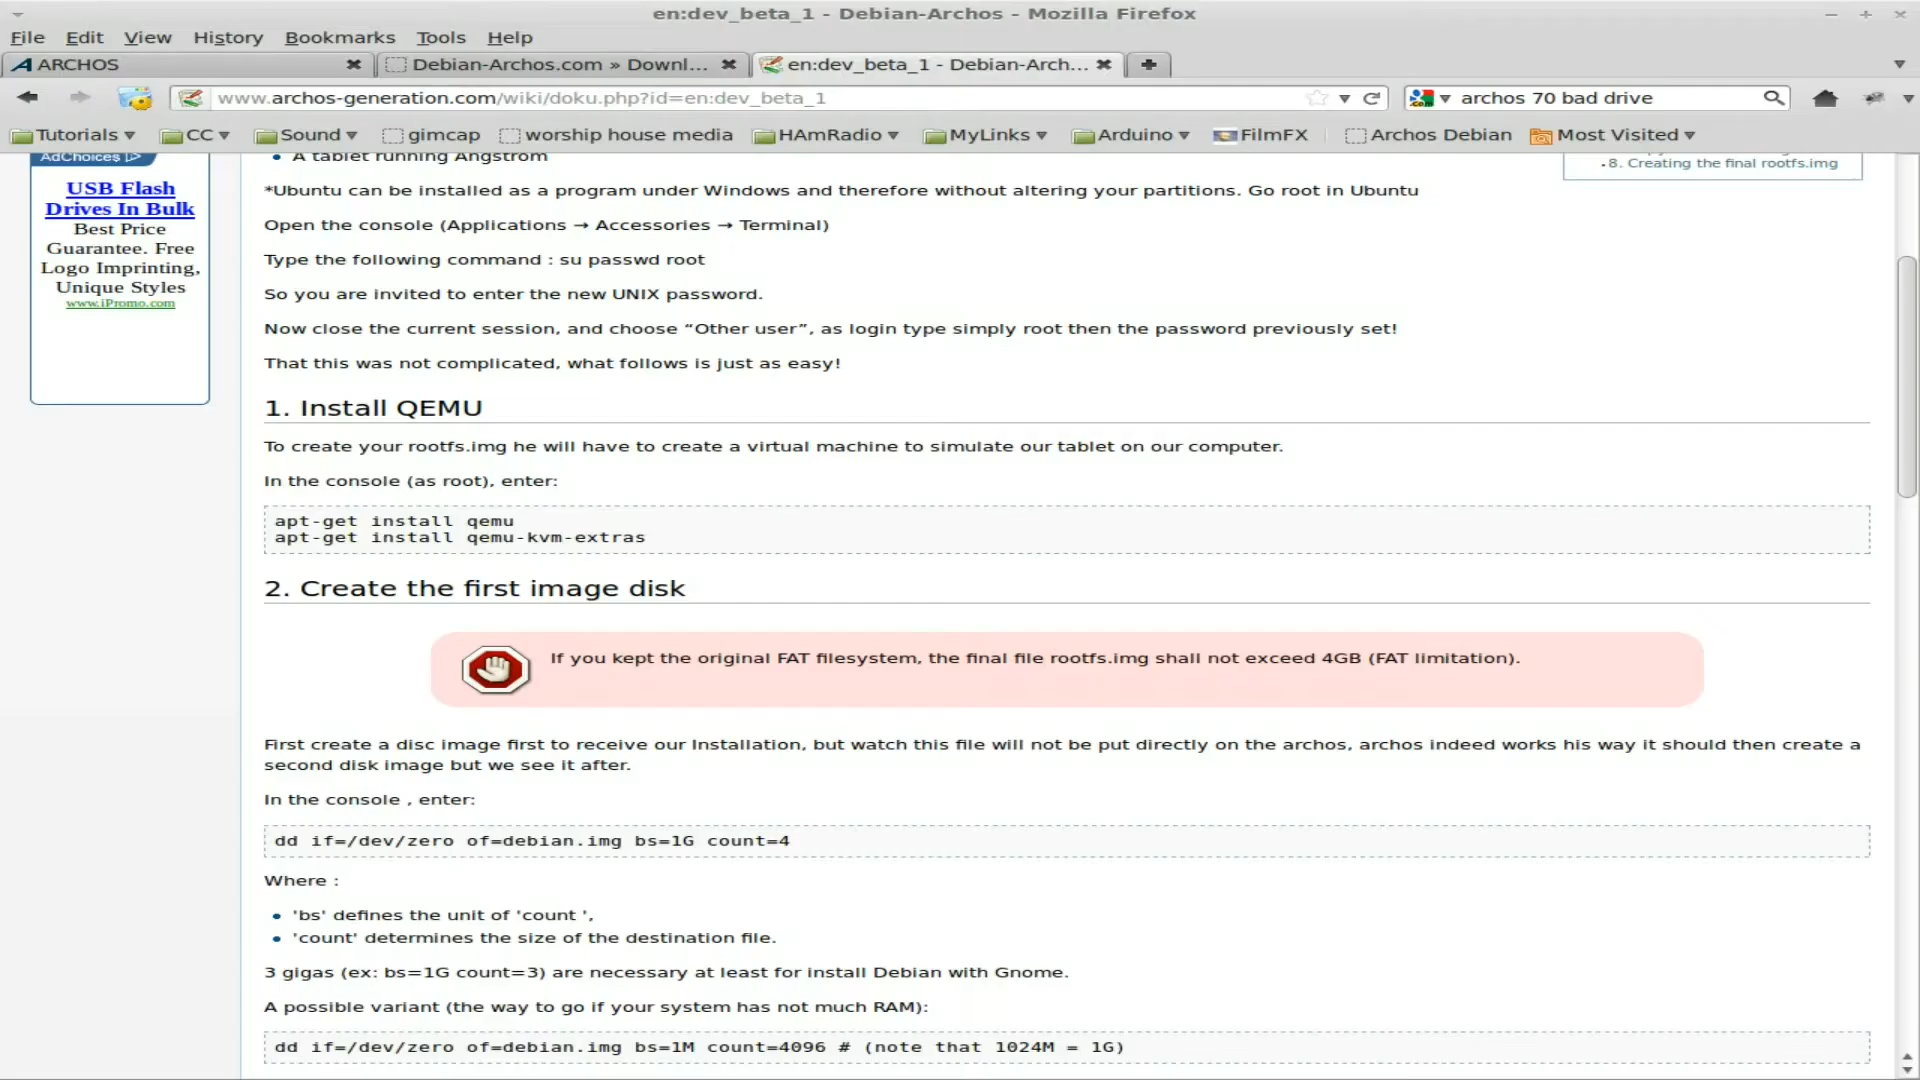 en:dev_beta_1 - Debian-Archos - Mozilla Firefox
File Edit View History Bookmarks Tools Help
ARCHOS Debian-Archos.com » Downl... en:dev_beta_1 - Debian-Arch...
www.archos-generation.com/wiki/doku.php?id=en:dev_beta_1 archos 70 bad drive
Tutorials CC Sound gimcap worship house media HAmRadio MyLinks Arduino FilmFX Archos Debian Most Visited
AdChoices
USB Flash
Drives In Bulk
Best Price
Guarantee. Free
Logo Imprinting,
Unique Styles
www.iPromo.com
• A tablet running Angstrom
8. Creating the final rootfs.img
*Ubuntu can be installed as a program under Windows and therefore without altering your partitions. Go root in Ubuntu
Open the console (Applications → Accessories → Terminal)
Type the following command : su passwd root
So you are invited to enter the new UNIX password.
Now close the current session, and choose “Other user”, as login type simply root then the password previously set!
That this was not complicated, what follows is just as easy!
1. Install QEMU
To create your rootfs.img he will have to create a virtual machine to simulate our tablet on our computer.
In the console (as root), enter:
apt-get install qemu
apt-get install qemu-kvm-extras
2. Create the first image disk
If you kept the original FAT filesystem, the final file rootfs.img shall not exceed 4GB (FAT limitation).
First create a disc image first to receive our Installation, but watch this file will not be put directly on the archos, archos indeed works his way it should then create a
second disk image but we see it after.
In the console , enter:
dd if=/dev/zero of=debian.img bs=1G count=4
Where :
• 'bs' defines the unit of 'count ',
• 'count' determines the size of the destination file.
3 gigas (ex: bs=1G count=3) are necessary at least for install Debian with Gnome.
A possible variant (the way to go if your system has not much RAM):
dd if=/dev/zero of=debian.img bs=1M count=4096 # (note that 1024M = 1G)